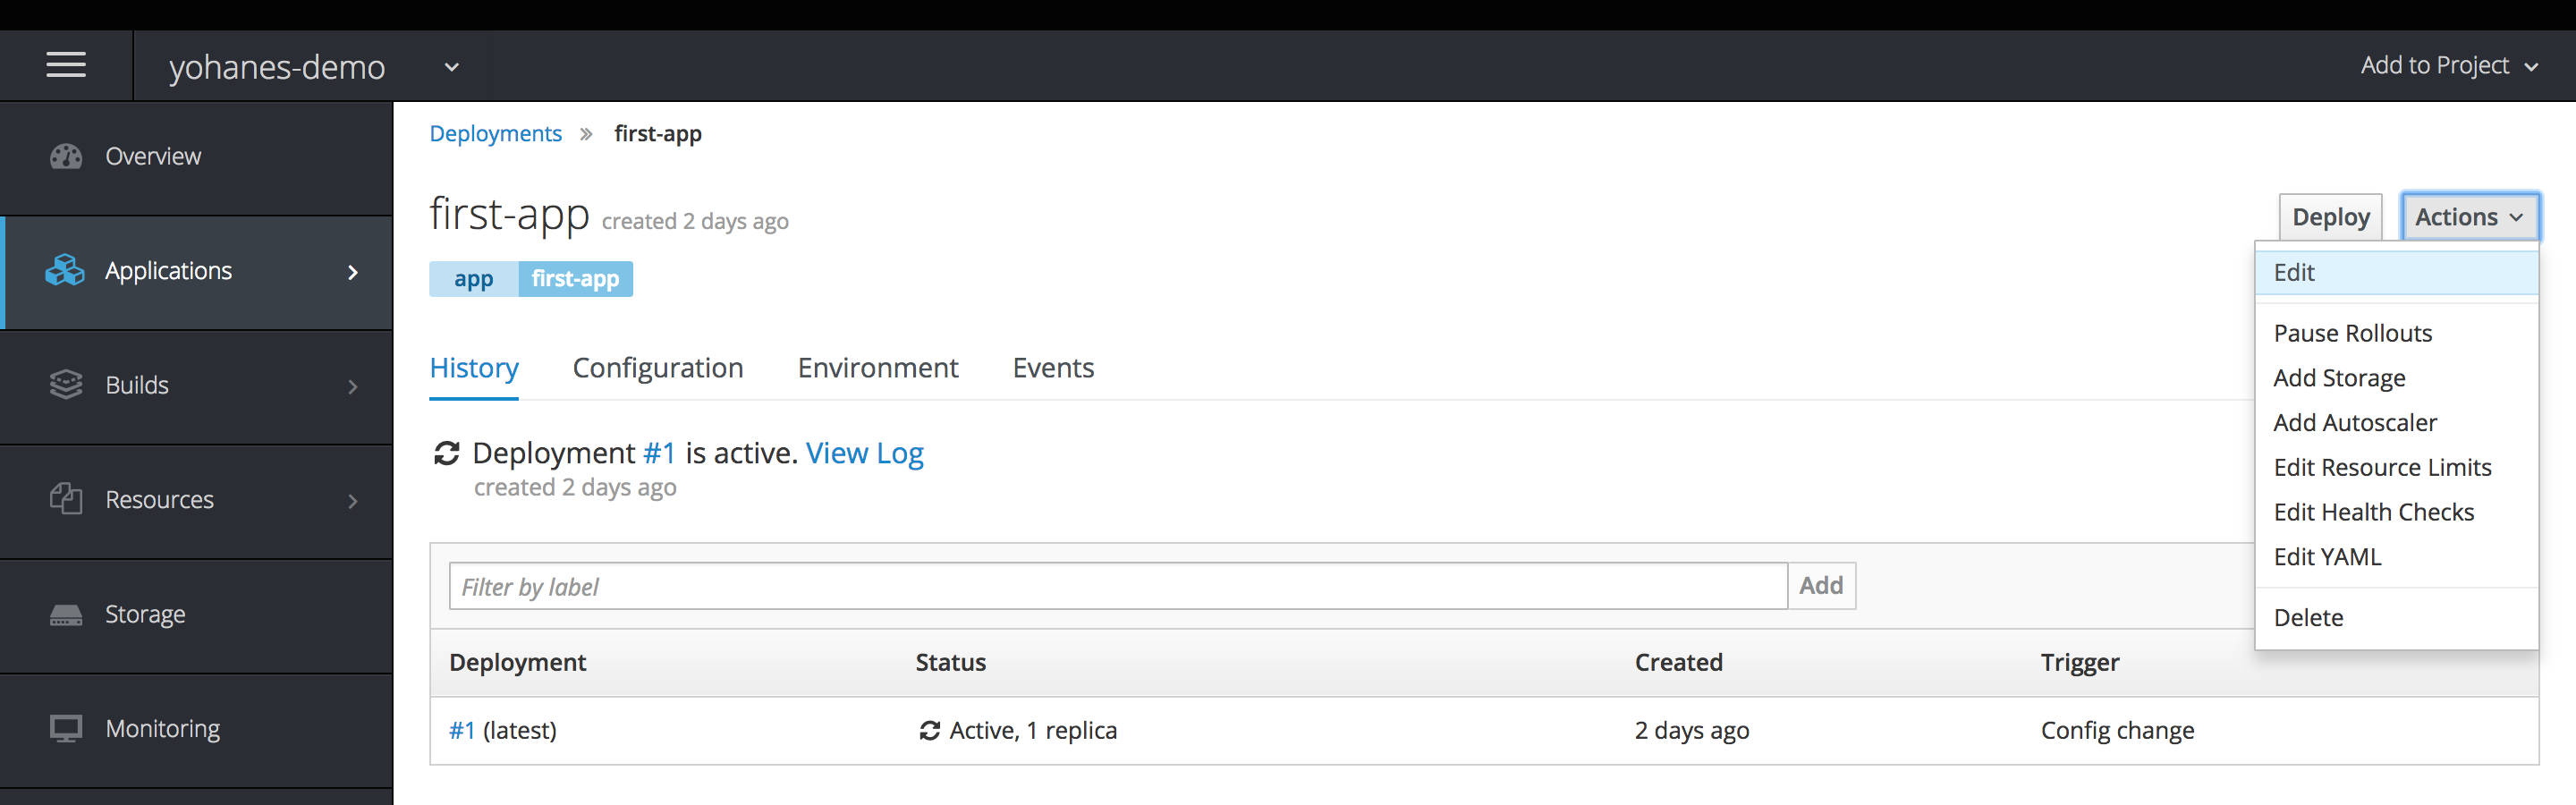 yohanes-demo
Add to Project
Overview
Applications
Builds
Resources
Storage
Monitoring
Deployments » first-app
first-app created 2 days ago
app first-app
Deploy
Actions
Edit
Pause Rollouts
Add Storage
Add Autoscaler
Edit Resource Limits
Edit Health Checks
Edit YAML
Delete
History Configuration Environment Events
Deployment #1 is active. View Log
created 2 days ago
Filter by label Add
Deployment Status Created Trigger
#1 (latest) Active, 1 replica 2 days ago Config change